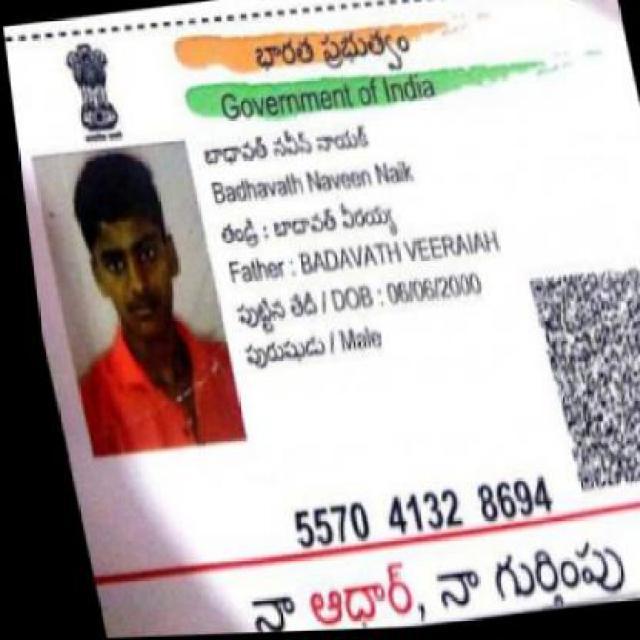 భారత ప్రభుత్వం
Government of India
బాధావత్ నవీన్ నాయక్
Badhavath Naveen Naik
తండ్రి : బాదావత్ వీరయ్య
Father : BADAVATH VEERAIAH
పుట్టిన తేదీ / DOB : 06/06/2000
పురుషుడు / Male
5570 4132 8694
నా ఆధార్, నా గుర్తింపు